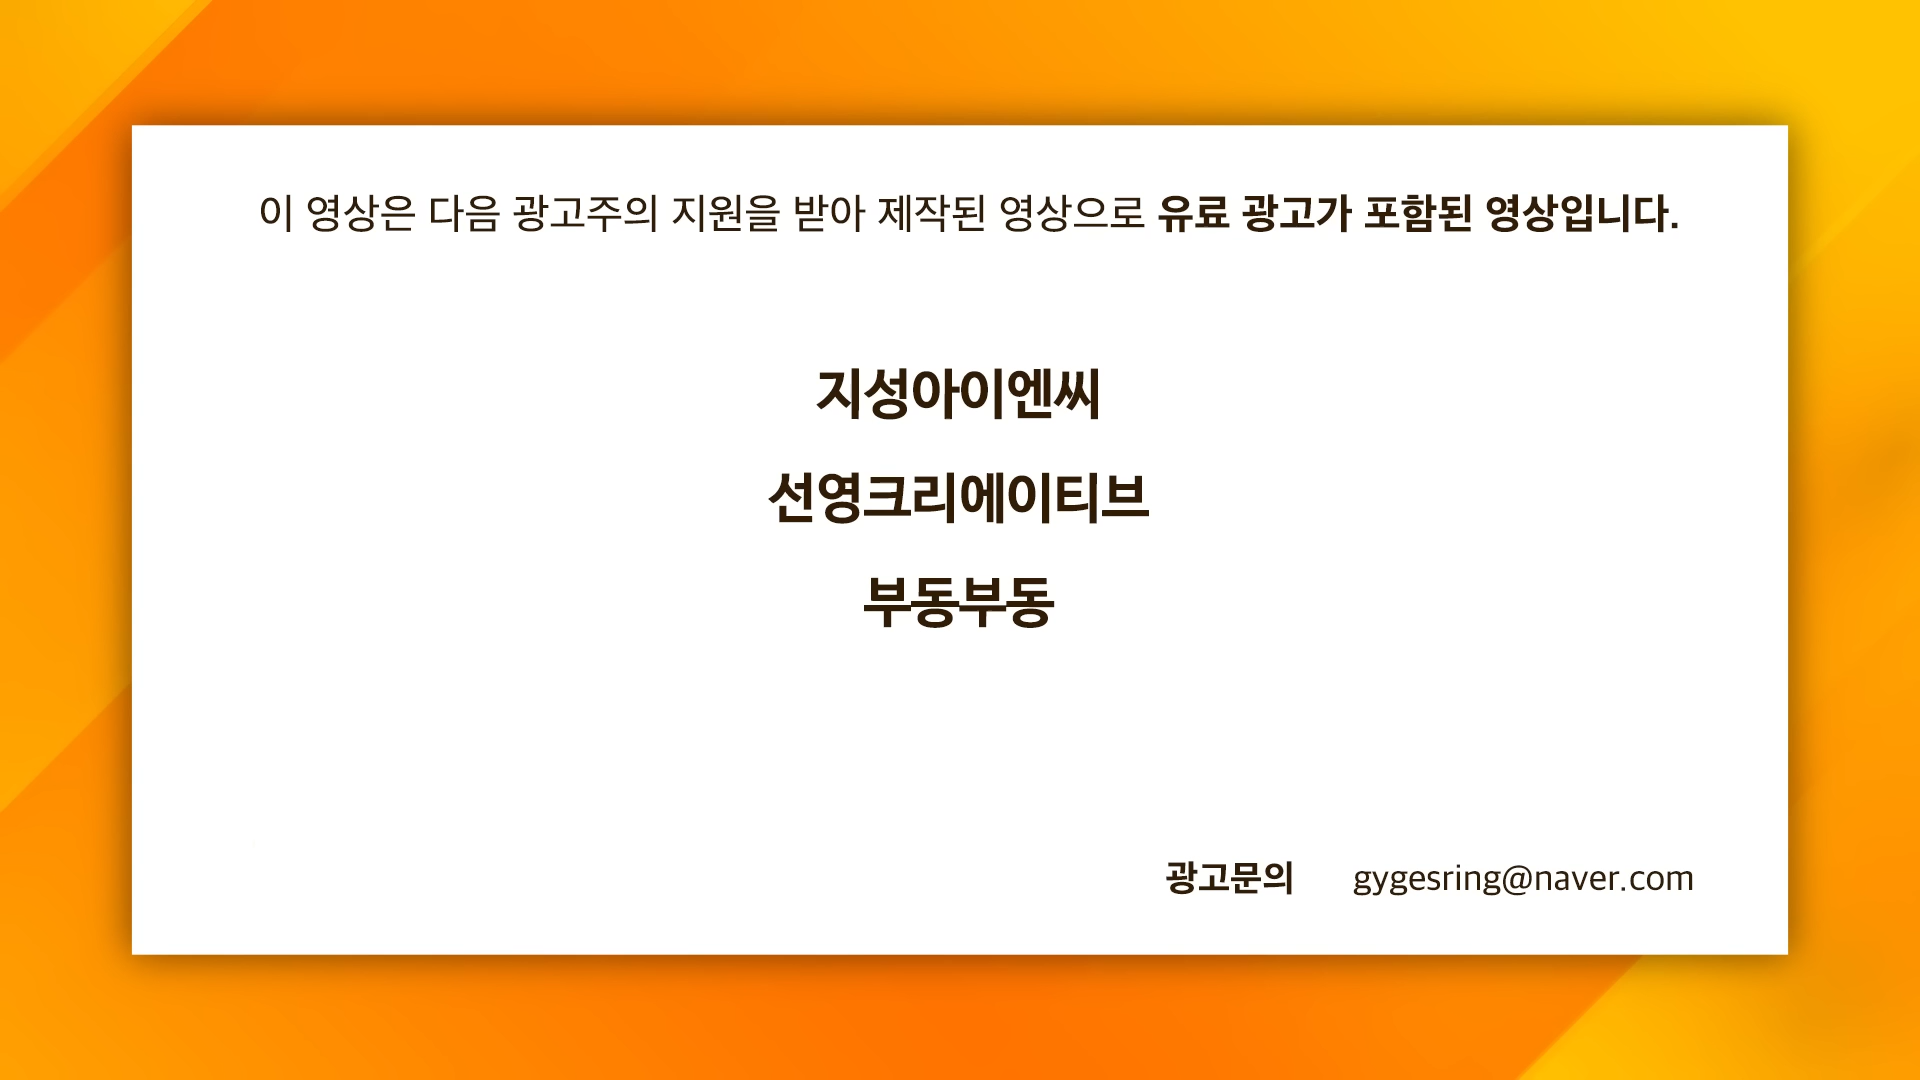 이 영상은 다음 광고주의 지원을 받아 제작된 영상으로 유료 광고가 포함된 영상입니다.
지성아이엔씨
선영크리에이티브
부동부동
광고문의 gygesring@naver.com